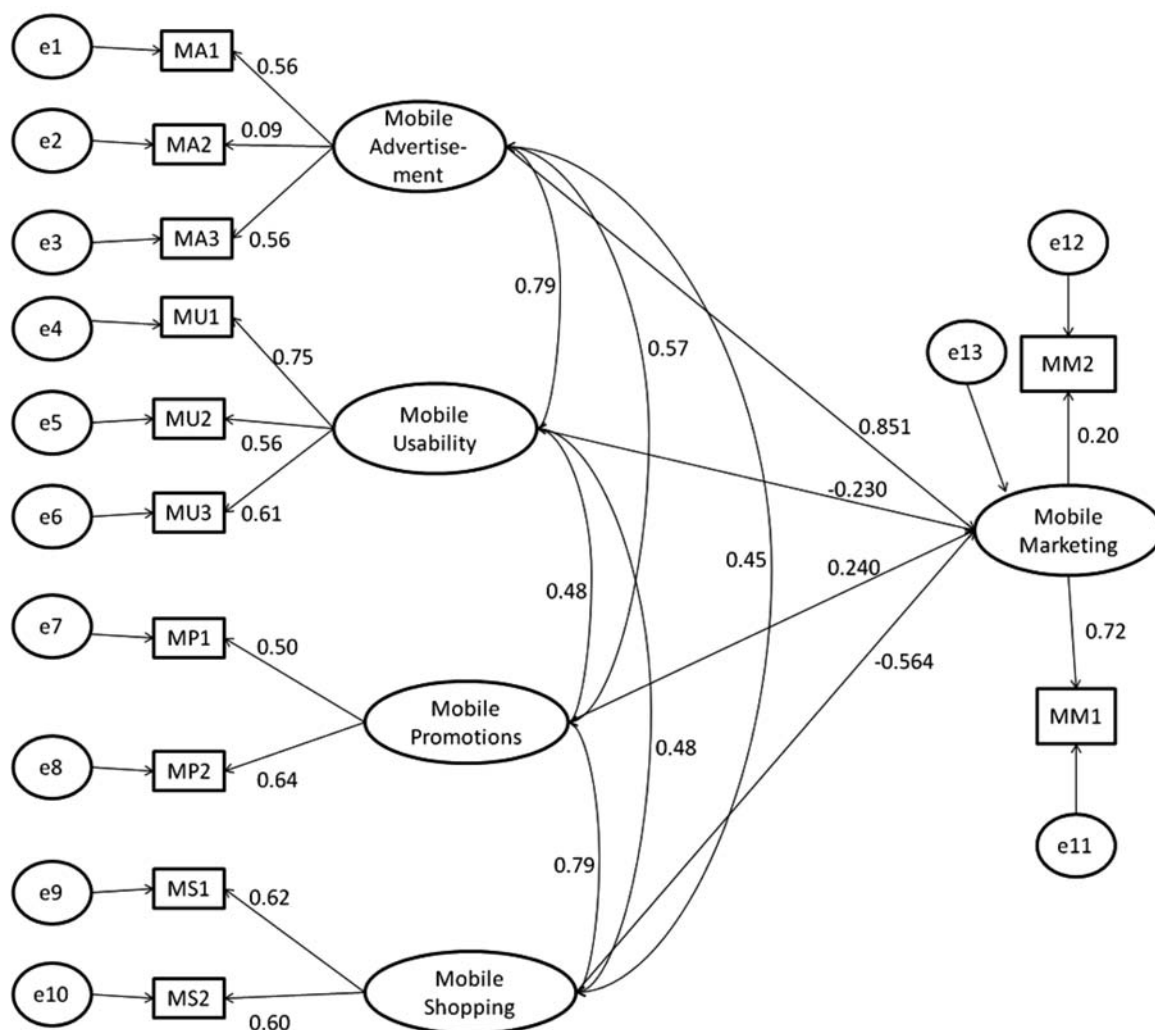 e1
MA1
0.56
e2
MA2
0.09
Mobile
Advertise-
ment
e3
MA3
0.56
e4
MU1
0.75
e5
MU2
0.56
Mobile
Usability
e6
MU3
0.61
e7
MP1
0.50
Mobile
Promotions
e8
MP2
0.64
e9
MS1
0.62
e10
MS2
0.60
Mobile
Shopping
0.79
0.57
0.45
0.48
0.48
0.79
0.851
-0.230
0.240
-0.564
e12
e13
MM2
0.20
Mobile
Marketing
0.72
MM1
e11